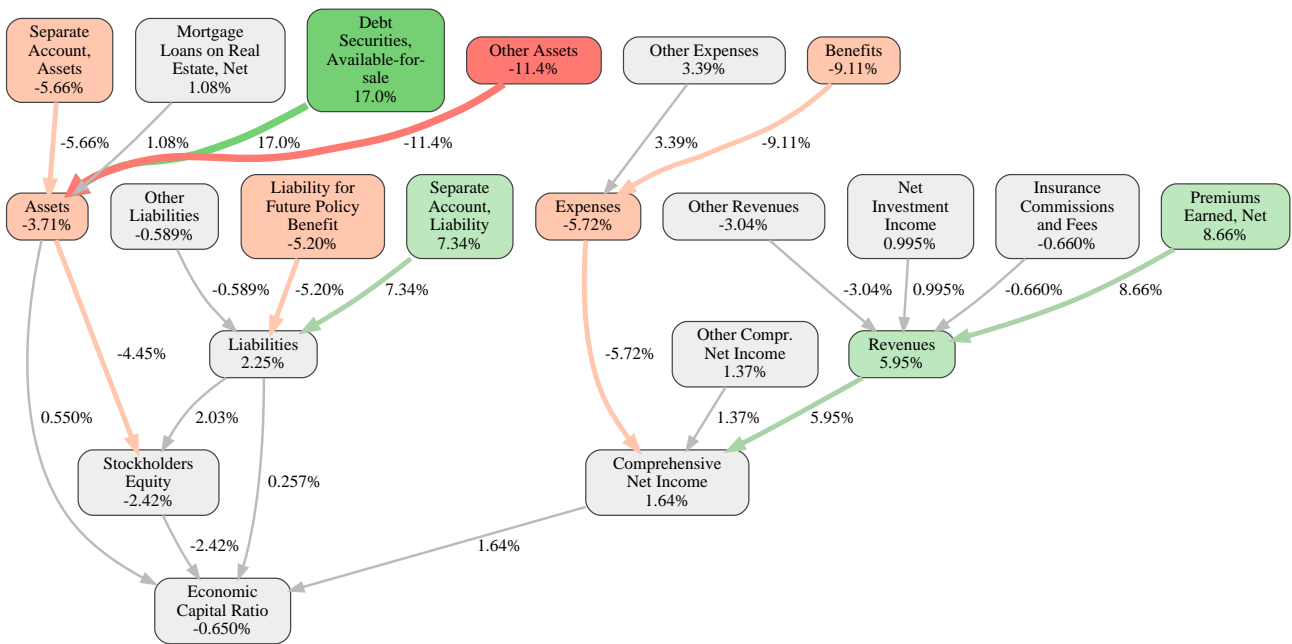 Separate
Account,
Assets
-5.66%
Mortgage
Loans on Real
Estate, Net
1.08%
Debt
Securities,
Available-for-
sale
17.0%
Other Assets
-11.4%
Other Expenses
3.39%
Benefits
-9.11%
-5.66%
1.08%
17.0%
-11.4%
3.39%
-9.11%
Assets
-3.71%
Other
Liabilities
-0.589%
Liability for
Future Policy
Benefit
-5.20%
Separate
Account,
Liability
7.34%
Expenses
-5.72%
Other Revenues
-3.04%
Net
Investment
Income
0.995%
Insurance
Commissions
and Fees
-0.660%
Premiums
Earned, Net
8.66%
-0.589%
-5.20%
7.34%
-3.04%
0.995%
-0.660%
8.66%
-4.45%
Liabilities
2.25%
-5.72%
Other Compr.
Net Income
1.37%
Revenues
5.95%
0.550%
2.03%
1.37%
5.95%
Stockholders
Equity
-2.42%
0.257%
Comprehensive
Net Income
1.64%
-2.42%
1.64%
Economic
Capital Ratio
-0.650%